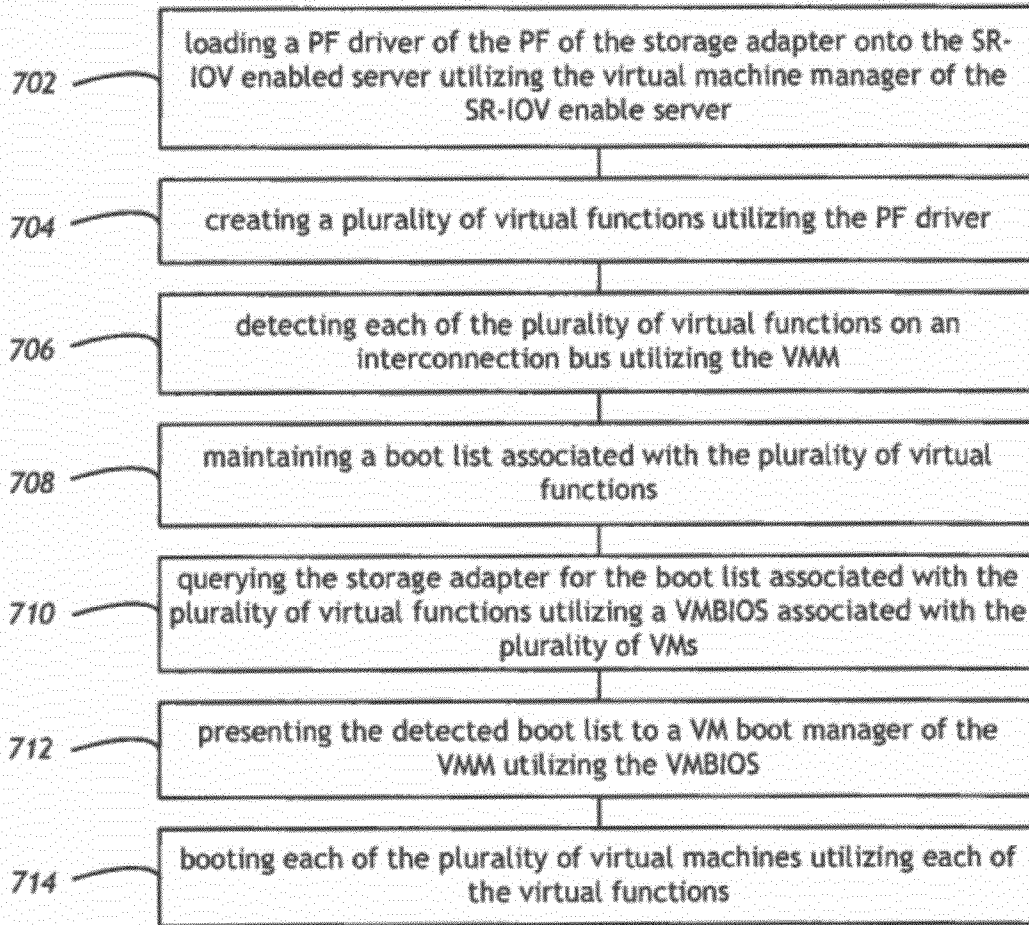 702
loading a PF driver of the PF of the storage adapter onto the SR-
IOV enabled server utilizing the virtual machine manager of the
SR-IOV enable server
704
creating a plurality of virtual functions utilizing the PF driver
706
detecting each of the plurality of virtual functions on an
interconnection bus utilizing the VMM
708
maintaining a boot list associated with the plurality of virtual
functions
710
querying the storage adapter for the boot list associated with the
plurality of virtual functions utilizing a VMBIOS associated with the
plurality of VMs
712
presenting the detected boot list to a VM boot manager of the
VMM utilizing the VMBIOS
714
booting each of the plurality of virtual machines utilizing each of
the virtual functions